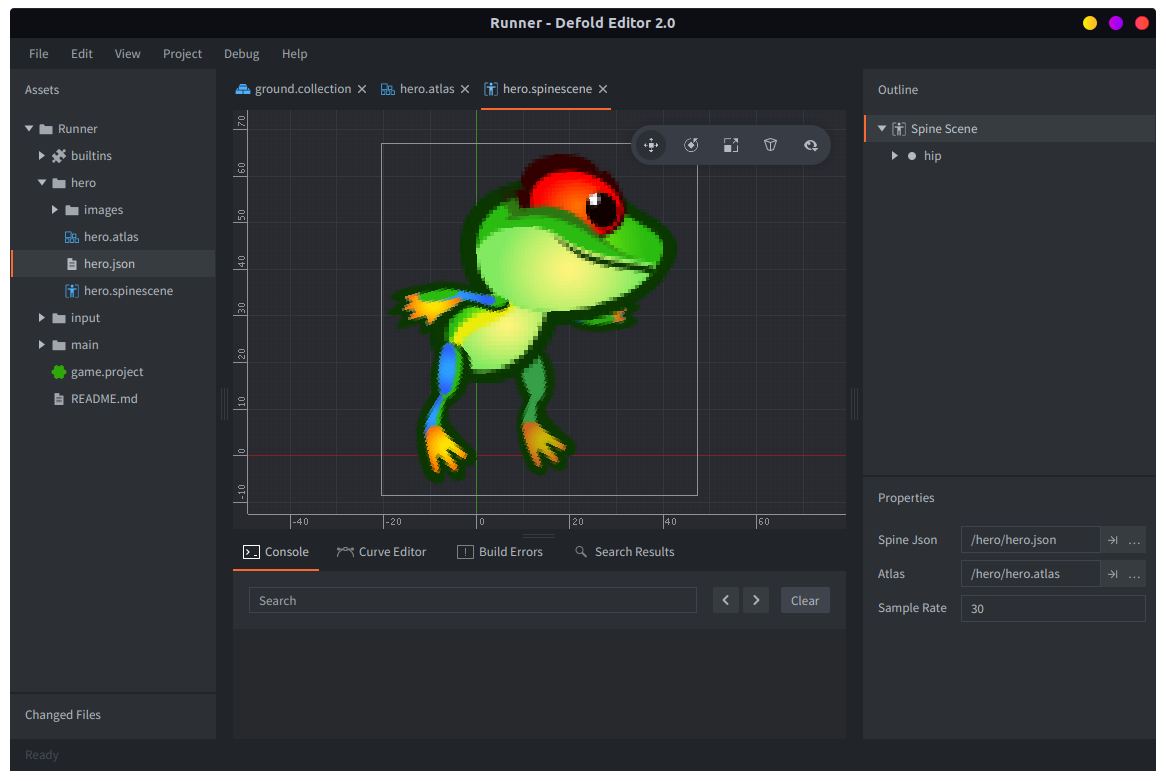 Runner - Defold Editor 2.0
File Edit View Project Debug Help
Assets
Runner
builtins
hero
images
hero.atlas
hero.json
hero.spinescene
input
main
game.project
README.md
Changed Files
Ready
ground.collection hero.atlas hero.spinescene
70
60
50
40
30
20
10
0
-10
-40 -20 0 20 40 60
Console Curve Editor Build Errors Search Results
Search Clear
Outline
Spine Scene
hip
Properties
Spine Json /hero/hero.json ...
Atlas /hero/hero.atlas ...
Sample Rate 30